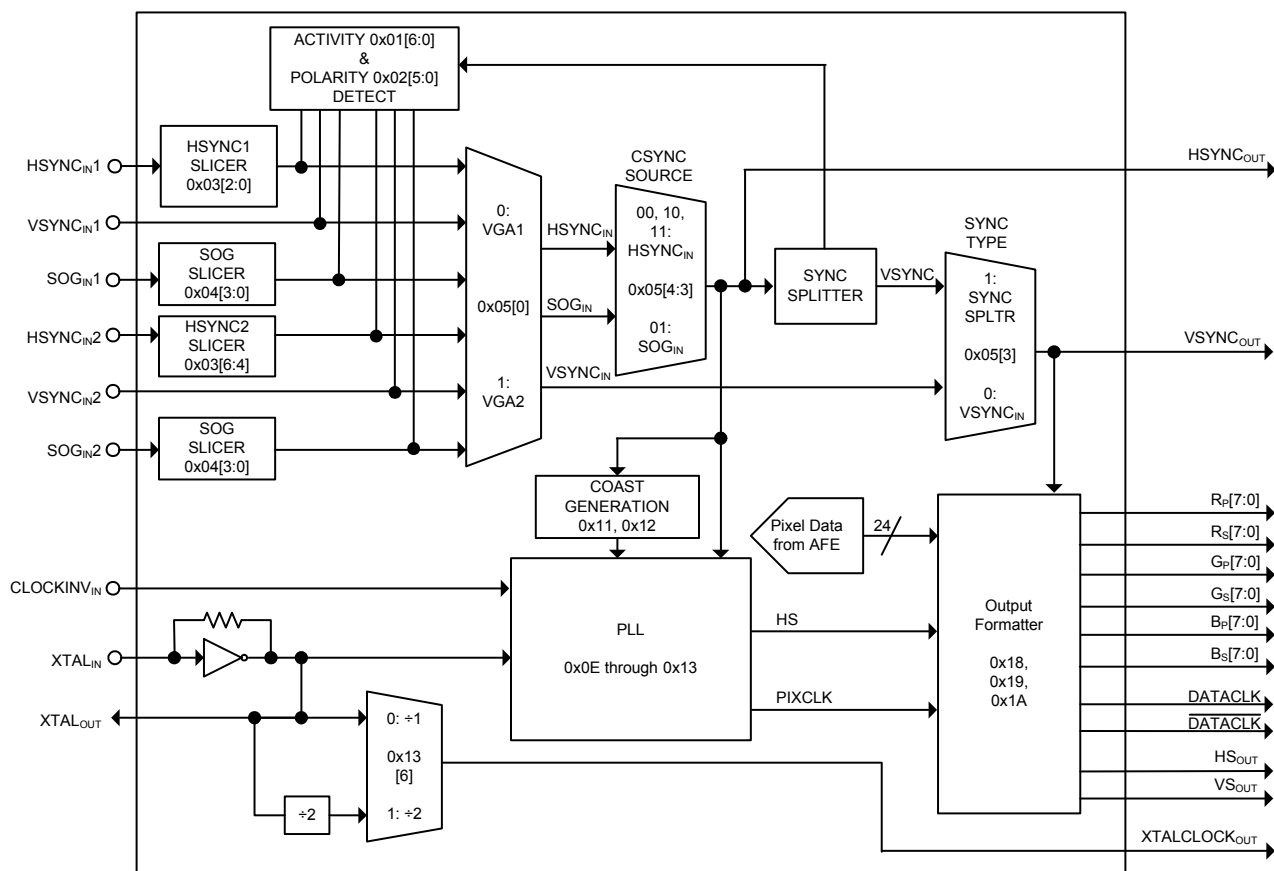 ACTIVITY 0x01[6:0]
&
POLARITY 0x02[5:0]
DETECT
HSYNCIN1
HSYNC1
SLICER
0x03[2:0]
VSYNCIN1
SOGIN1
SOG
SLICER
0x04[3:0]
HSYNCIN2
HSYNC2
SLICER
0x03[6:4]
VSYNCIN2
SOGIN2
SOG
SLICER
0x04[3:0]
0:
VGA1
0x05[0]
1:
VGA2
HSYNCIN
SOGIN
VSYNCIN
CSYNC
SOURCE
00, 10,
11:
HSYNCIN
0x05[4:3]
01:
SOGIN
SYNC
SPLITTER
VSYNC
SYNC
TYPE
1:
SYNC
SPLTR
0x05[3]
0:
VSYNCIN
HSYNCOUT
VSYNCOUT
COAST
GENERATION
0x11, 0x12
Pixel Data
from AFE
24
CLOCKINVIN
XTALIN
XTALOUT
PLL
0x0E through 0x13
HS
PIXCLK
0: ÷1
0x13
[6]
1: ÷2
÷2
Output
Formatter
0x18,
0x19,
0x1A
RP[7:0]
RS[7:0]
GP[7:0]
GS[7:0]
BP[7:0]
BS[7:0]
DATACLK
DATACLK
HSOUT
VSOUT
XTALCLOCKOUT